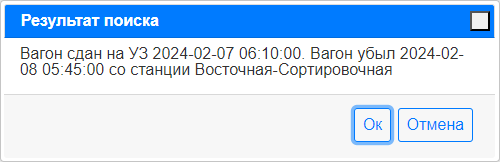 Результат поиска
Вагон сдан на УЗ 2024-02-07 06:10:00. Вагон убыл 2024-02-
08 05:45:00 со станции Восточная-Сортировочная
Ок Отмена